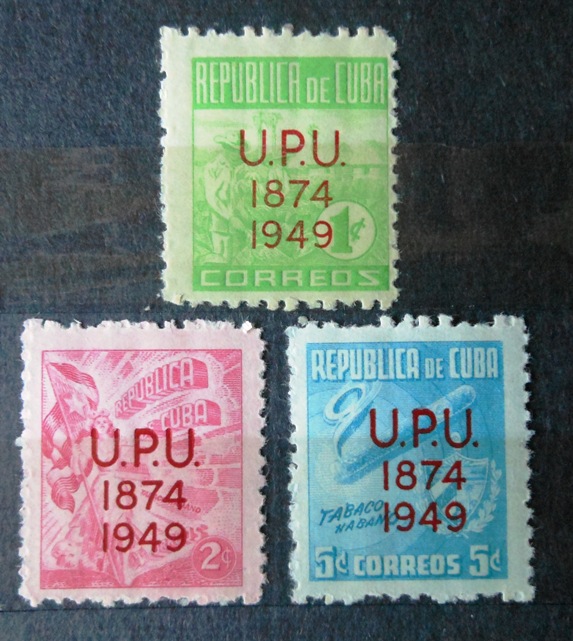 REPUBLICA DE CUBA
U.P.U.
1874
1949
1¢
CORREOS
REPUBLICA
CUBA
U.P.U.
1874
1949
2¢
REPUBLICA DE CUBA
U.P.U.
1874
1949
TABACO
HABANO
5¢ CORREOS 5¢